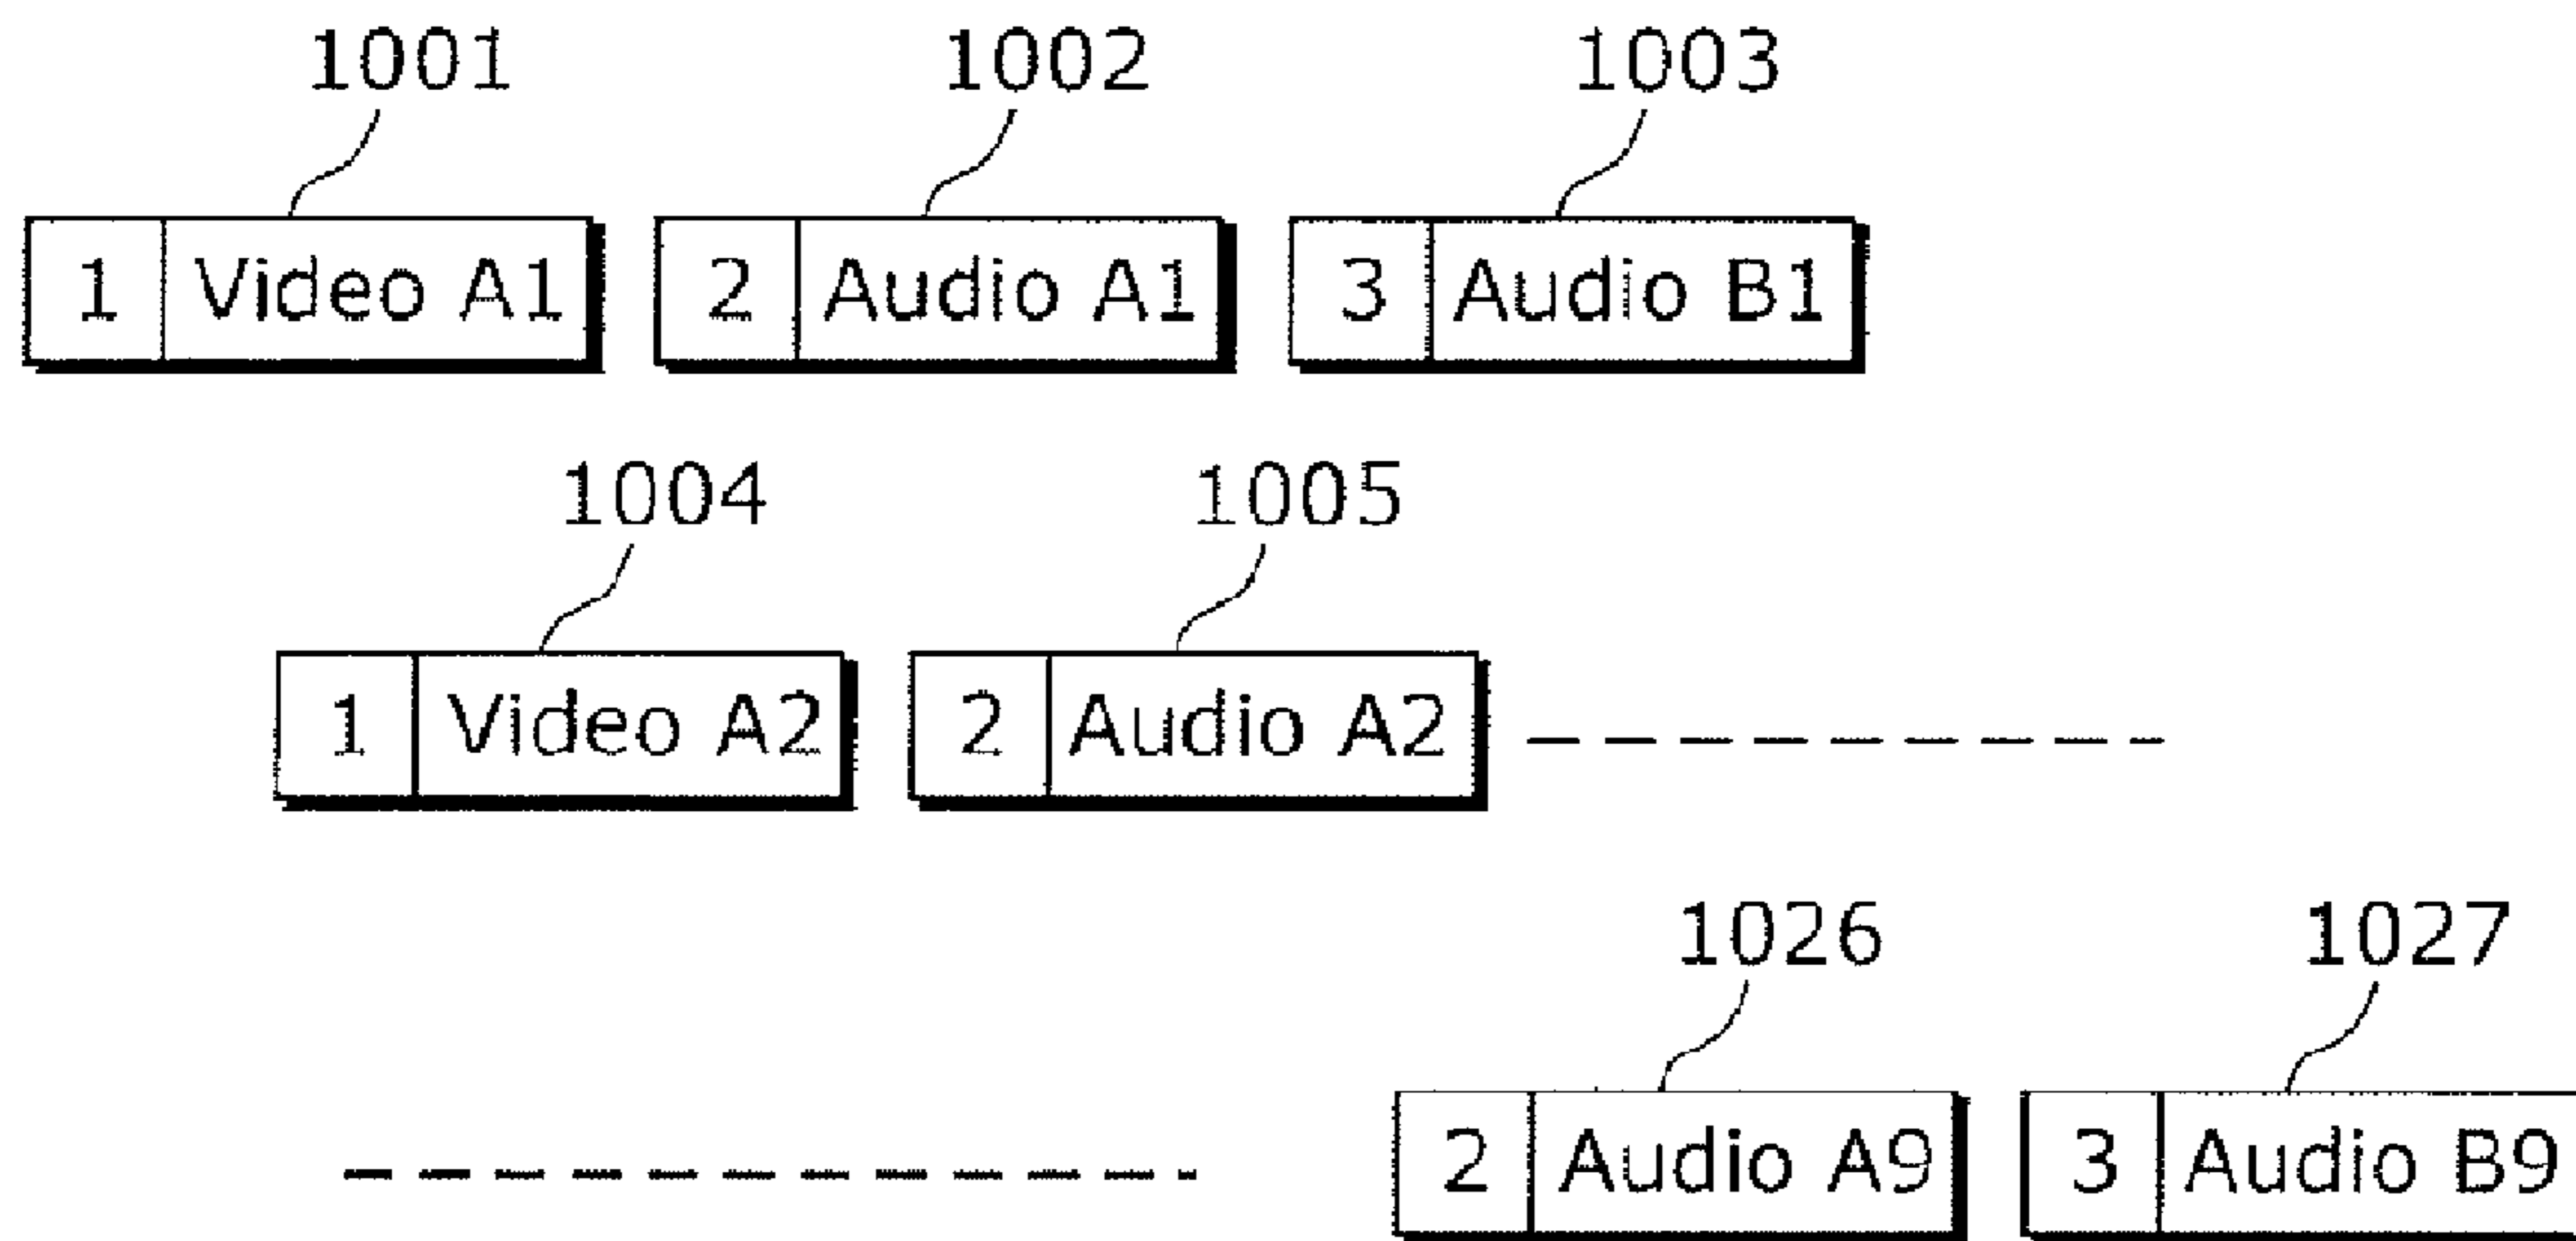 1001 1002 1003
1 Video A1 2 Audio A1 3 Audio B1
1004 1005
1 Video A2 2 Audio A2
1026 1027
2 Audio A9 3 Audio B9